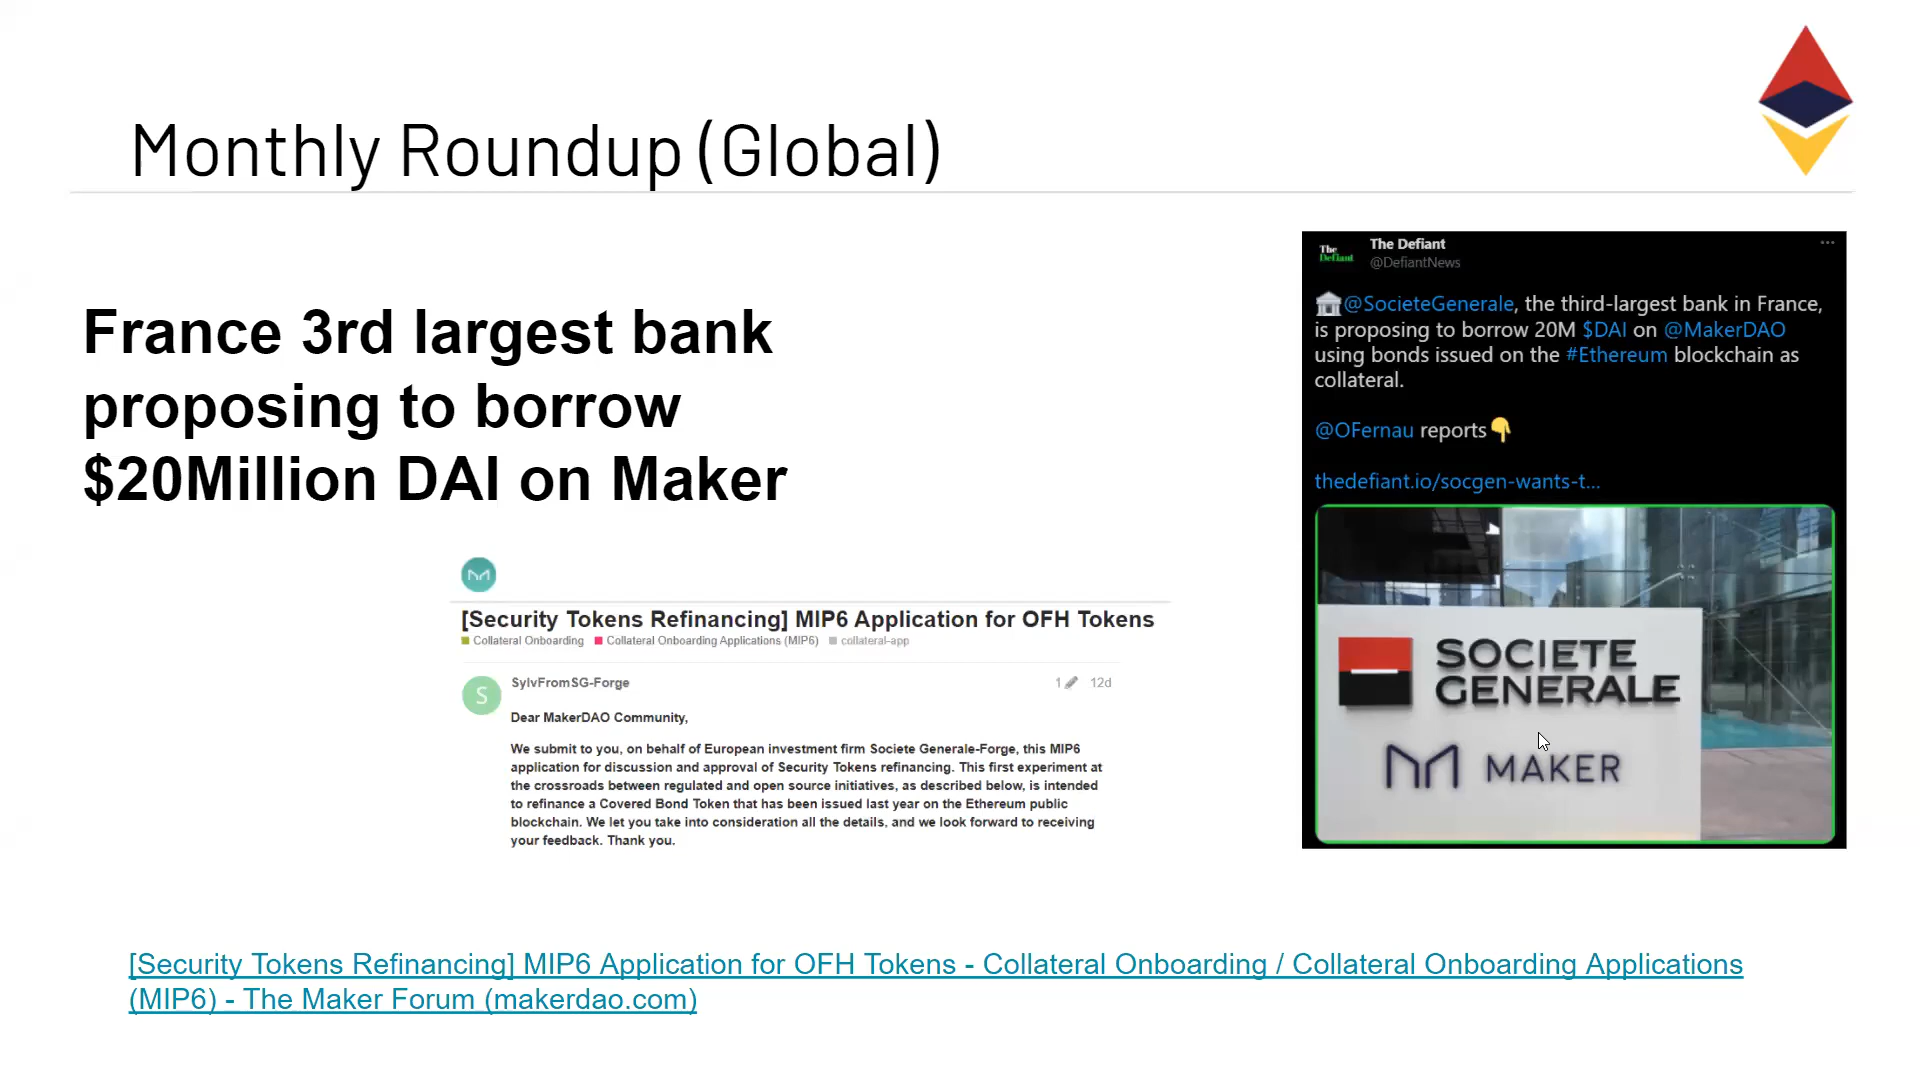 Monthly Roundup (Global)
France 3rd largest bank
proposing to borrow
$20Million DAI on Maker
[Security Tokens Refinancing] MIP6 Application for OFH Tokens
Collateral Onboarding Collateral Onboarding Applications (MIP6) collateral-app
S
SylvFromSG-Forge 1 12d
Dear MakerDAO Community,
We submit to you, on behalf of European investment firm Societe Generale-Forge, this MIP6
application for discussion and approval of Security Tokens refinancing. This first experiment at
the crossroads between regulated and open source initiatives, as described below, is intended
to refinance a Covered Bond Token that has been issued last year on the Ethereum public
blockchain. We let you take into consideration all the details, and we look forward to receiving
your feedback. Thank you.
The
Defiant
The Defiant
@DefiantNews
@SocieteGenerale, the third-largest bank in France,
is proposing to borrow 20M $DAI on @MakerDAO
using bonds issued on the #Ethereum blockchain as
collateral.
@OFernau reports👇
thedefiant.io/socgen-wants-t...
SOCIETE
GENERALE
MAKER
[Security Tokens Refinancing] MIP6 Application for OFH Tokens - Collateral Onboarding / Collateral Onboarding Applications
(MIP6) - The Maker Forum (makerdao.com)